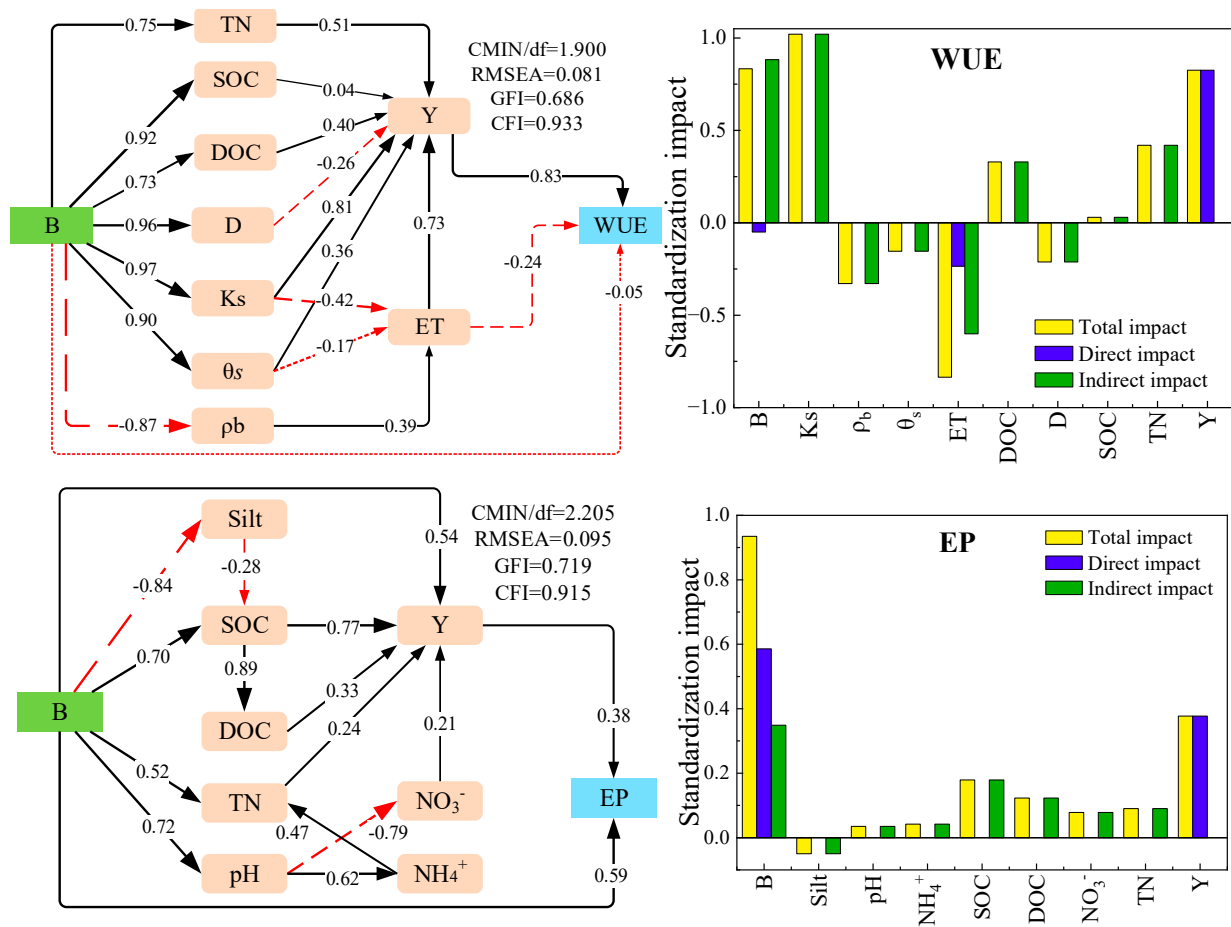 TN
SOC
DOC
B
D
Ks
θs
ρb
Y
ET
WUE
0.75
0.51
0.92
0.04
0.73
0.40
0.96
-0.26
0.97
0.81
0.90
0.36
-0.42
-0.17
-0.87
0.39
0.73
0.83
-0.24
-0.05
CMIN/df=1.900
RMSEA=0.081
GFI=0.686
CFI=0.933
WUE
Standardization impact
1.0
0.5
0.0
−0.5
−1.0
Total impact
Direct impact
Indirect impact
B
Ks
ρb
θs
ET
DOC
D
SOC
TN
Y
Silt
SOC
DOC
B
TN
pH
Y
NO3-
NH4+
EP
-0.84
-0.28
0.54
0.70
0.77
0.89
0.33
0.24
0.21
0.52
0.72
0.47
-0.79
0.62
0.38
0.59
CMIN/df=2.205
RMSEA=0.095
GFI=0.719
CFI=0.915
EP
Standardization impact
1.0
0.8
0.6
0.4
0.2
0.0
Total impact
Direct impact
Indirect impact
B
Silt
pH
NH4+
SOC
DOC
NO3-
TN
Y